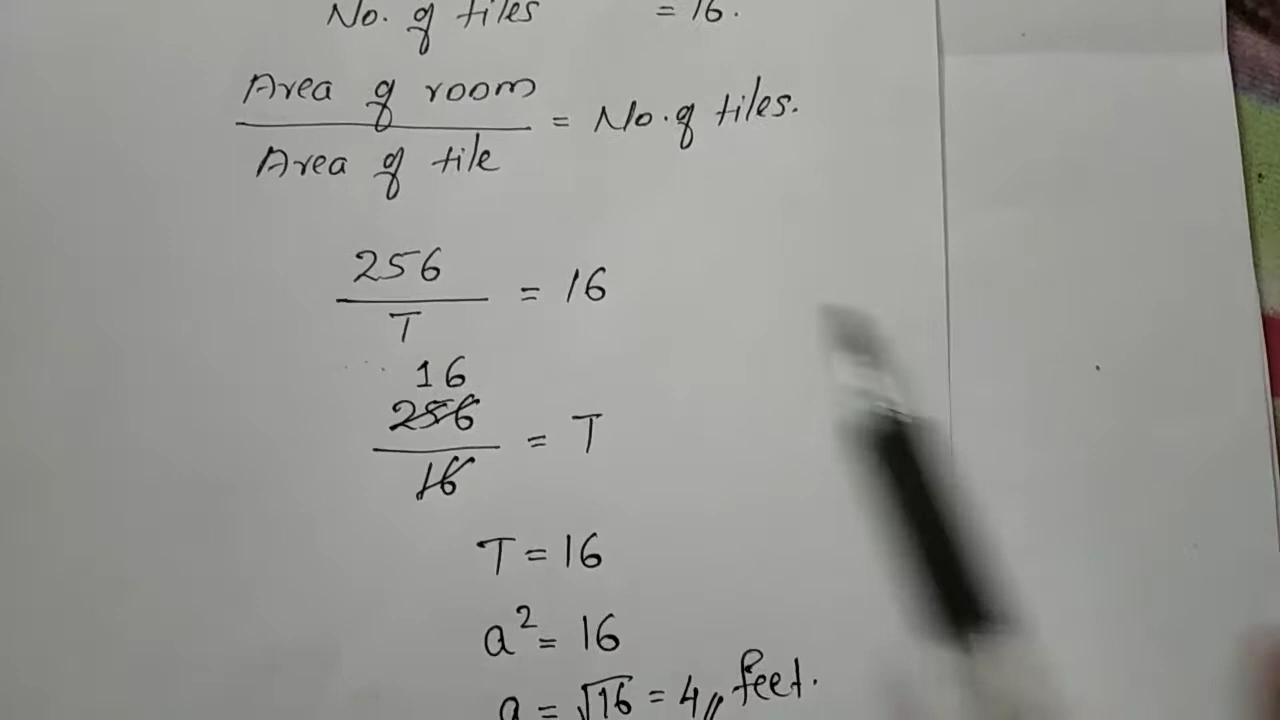 No. of tiles = 16.
Area of room
Area of tile
= No. of tiles.
256
T
= 16
16
256
16
= T
T = 16
a² = 16
a = √16 = 4,, feet.